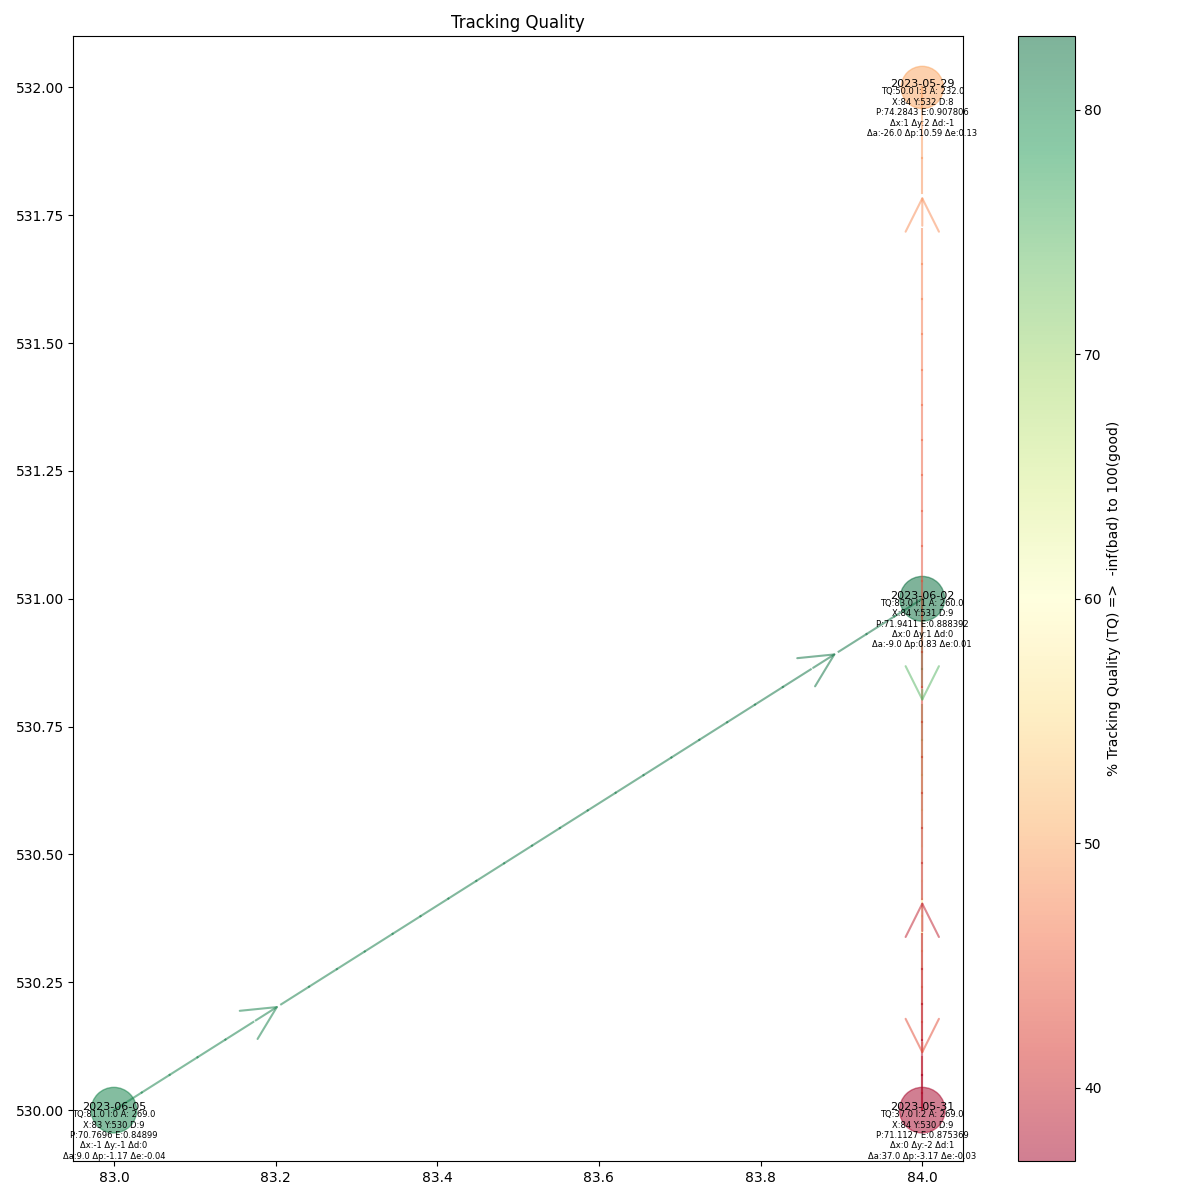 Tracking Quality
532.00
531.75
531.50
531.25
531.00
530.75
530.50
530.25
530.00
2023-05-29
TQ:50.0 I:3 A: 232.0
X:84 Y:532 D:8
P:74.2843 E:0.907806
Δx:1 Δy:2 Δd:-1
Δa:-26.0 Δp:10.59 Δe:0.13
2023-06-02
TQ:83.0 I:1 A: 260.0
X:84 Y:531 D:9
P:71.9411 E:0.888392
Δx:0 Δy:1 Δd:0
Δa:-9.0 Δp:0.83 Δe:0.01
2023-06-05
TQ:81.0 I:0 A: 269.0
X:83 Y:530 D:9
P:70.7696 E:0.84899
Δx:-1 Δy:-1 Δd:0
Δa:9.0 Δp:-1.17 Δe:-0.04
2023-05-31
TQ:37.0 I:2 A: 269.0
X:84 Y:530 D:9
P:71.1127 E:0.875369
Δx:0 Δy:-2 Δd:1
Δa:37.0 Δp:-3.17 Δe:-0.03
83.0
83.2
83.4
83.6
83.8
84.0
80
70
60
50
40
% Tracking Quality (TQ) => -inf(bad) to 100(good)